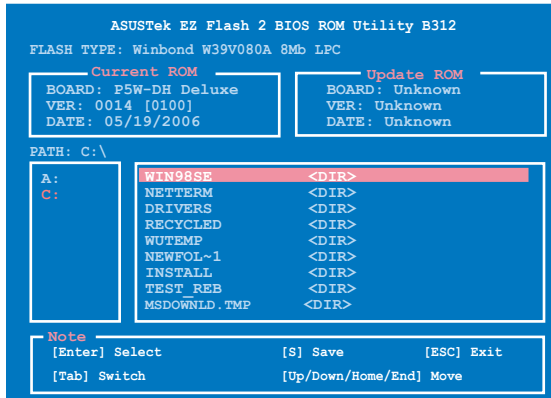 ASUSTek EZ Flash 2 BIOS ROM Utility B312
FLASH TYPE: Winbond W39V080A 8Mb LPC
Current ROM
BOARD: P5W-DH Deluxe
VER: 0014 [0100]
DATE: 05/19/2006
Update ROM
BOARD: Unknown
VER: Unknown
DATE: Unknown
PATH: C:\
A:
C:
WIN98SE <DIR>
NETTERM <DIR>
DRIVERS <DIR>
RECYCLED <DIR>
WUTEMP <DIR>
NEWFOL~1 <DIR>
INSTALL <DIR>
TEST_REB <DIR>
MSDOWNLD.TMP <DIR>
Note
[Enter] Select [S] Save [ESC] Exit
[Tab] Switch [Up/Down/Home/End] Move